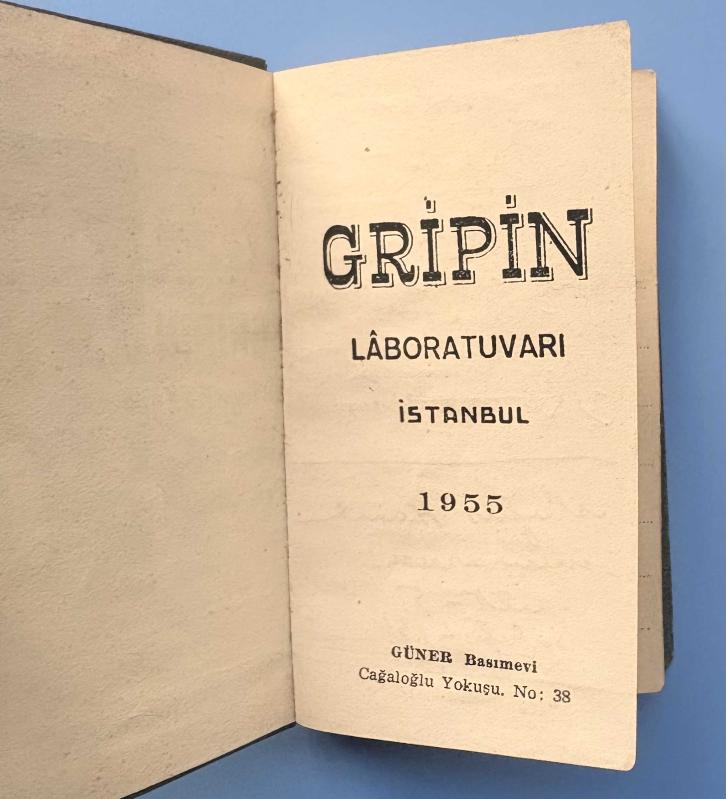 GRİPİN
LÂBORATUVARI
İSTANBUL
1955
GÜNER Basımevi
Cağaloğlu Yokuşu. No: 38